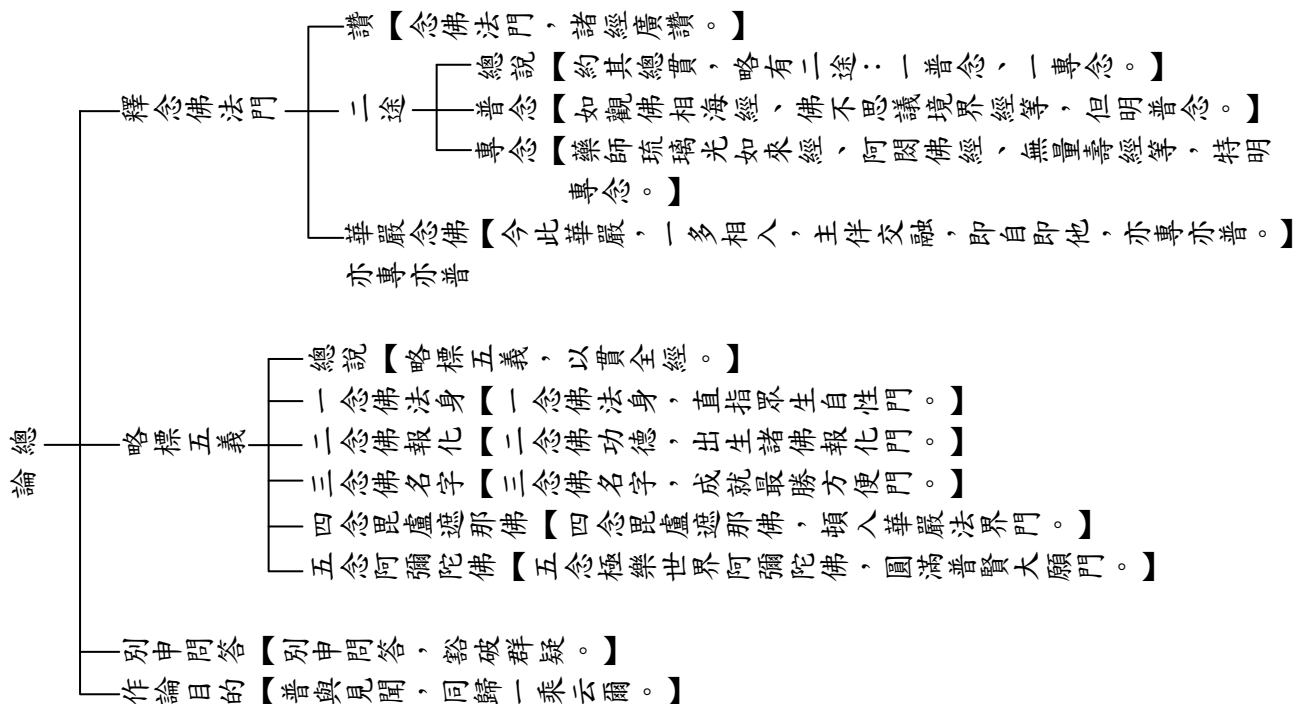 總論
釋念佛法門
讚【念佛法門，諸經廣讚。】
二途
總說【約其總貫，略有二途：一普念、一專念。】
普念【如觀佛相海經、佛不思議境界經等，但明普念。】
專念【藥師琉璃光如來經、阿閦佛經、無量壽經等，特明
專念。】
華嚴念佛【今此華嚴，一多相入，主伴交融，即自即他，亦專亦普。】
亦專亦普
略標五義
總說【略標五義，以貫全經。】
一念佛法身【一念佛法身，直指眾生自性門。】
二念佛報化【二念佛功德，出生諸佛報化門。】
三念佛名字【三念佛名字，成就最勝方便門。】
四念毘盧遮那佛【四念毘盧遮那佛，頓入華嚴法界門。】
五念阿彌陀佛【五念極樂世界阿彌陀佛，圓滿普賢大願門。】
別申問答【別申問答，豁破群疑。】
作論目的【普與見聞，同歸一乘云爾。】